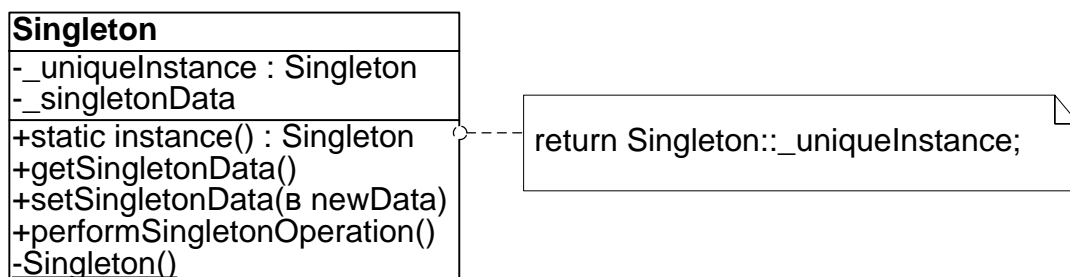 Singleton
-_uniqueInstance : Singleton
-_singletonData
+static instance() : Singleton
+getSingletonData()
+setSingletonData(в newData)
+performSingletonOperation()
-Singleton()
return Singleton::_uniqueInstance;